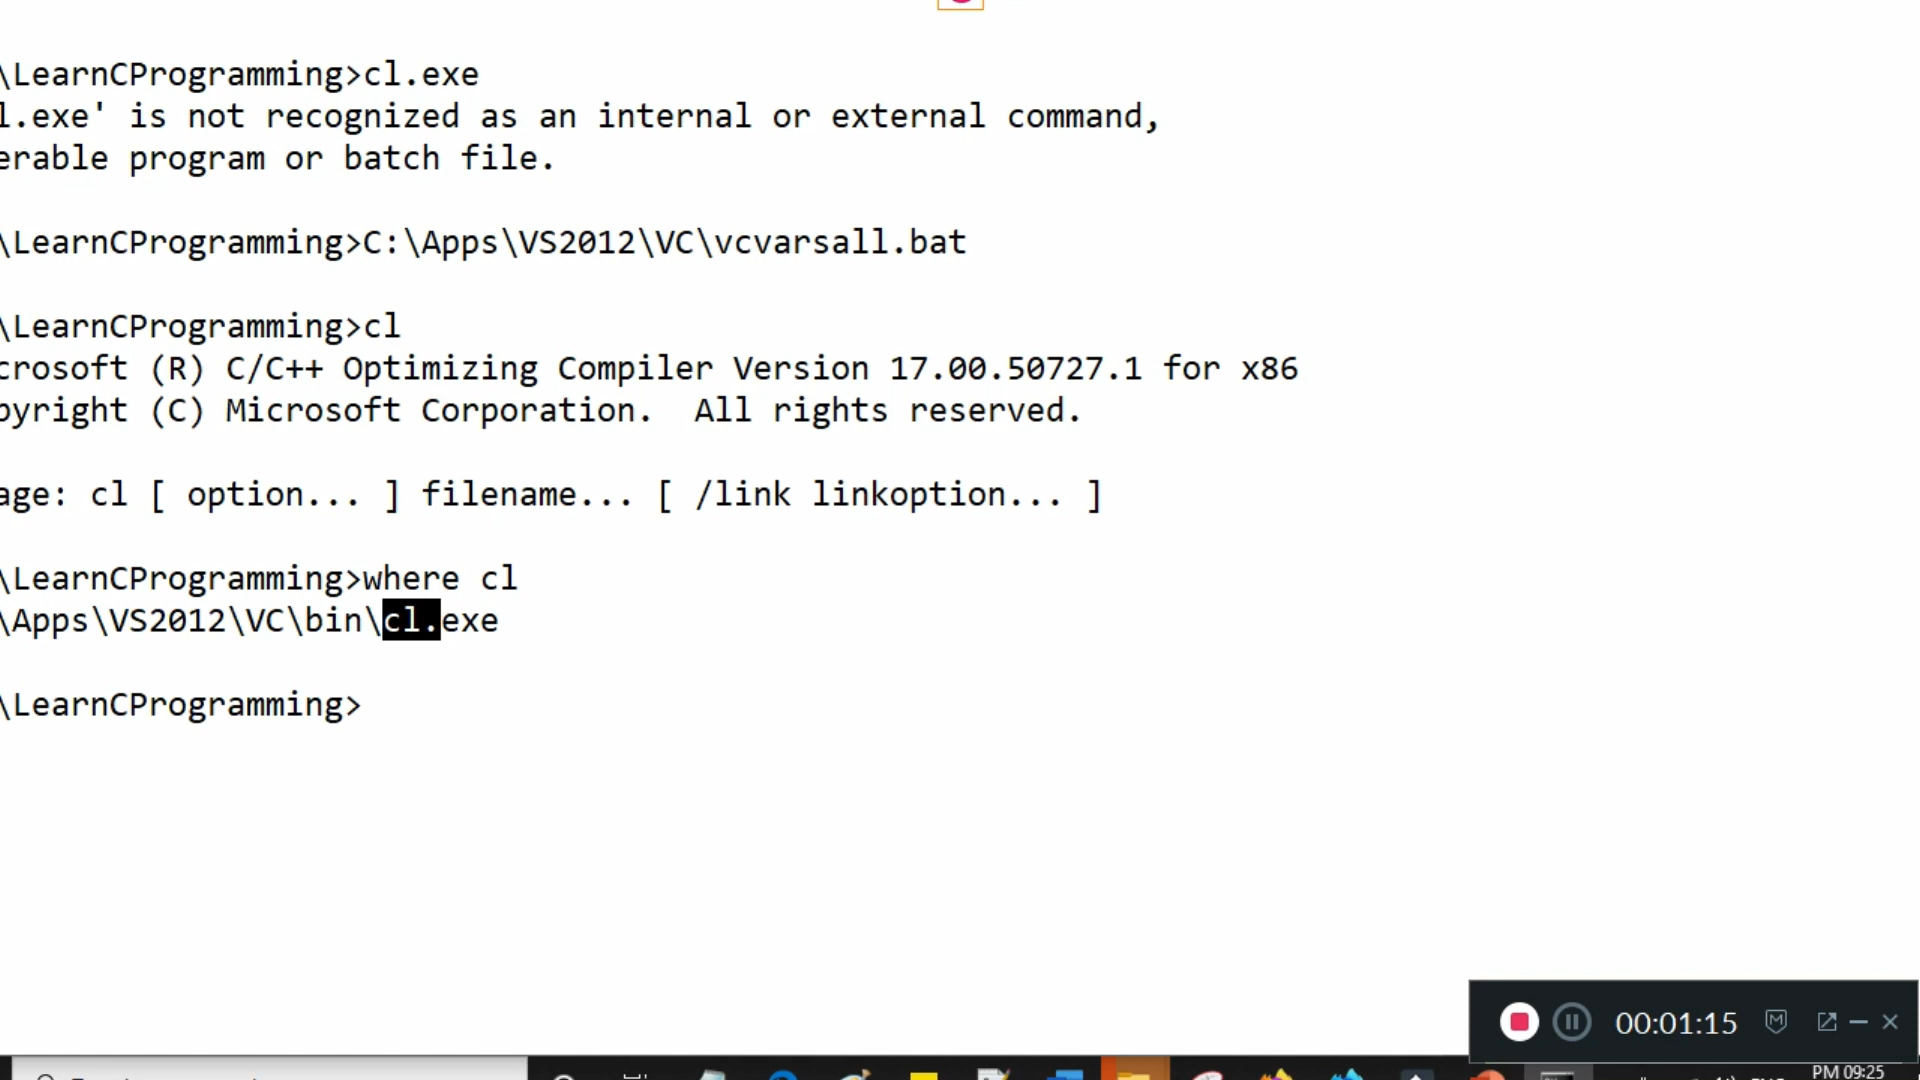 \LearnCProgramming>cl.exe
l.exe' is not recognized as an internal or external command,
erable program or batch file.
\LearnCProgramming>C:\Apps\VS2012\VC\vcvarsall.bat
\LearnCProgramming>cl
crosoft (R) C/C++ Optimizing Compiler Version 17.00.50727.1 for x86
pyright (C) Microsoft Corporation.  All rights reserved.
age: cl [ option... ] filename... [ /link linkoption... ]
\LearnCProgramming>where cl
\Apps\VS2012\VC\bin\cl.exe
\LearnCProgramming>
00:01:15
PM 09:25